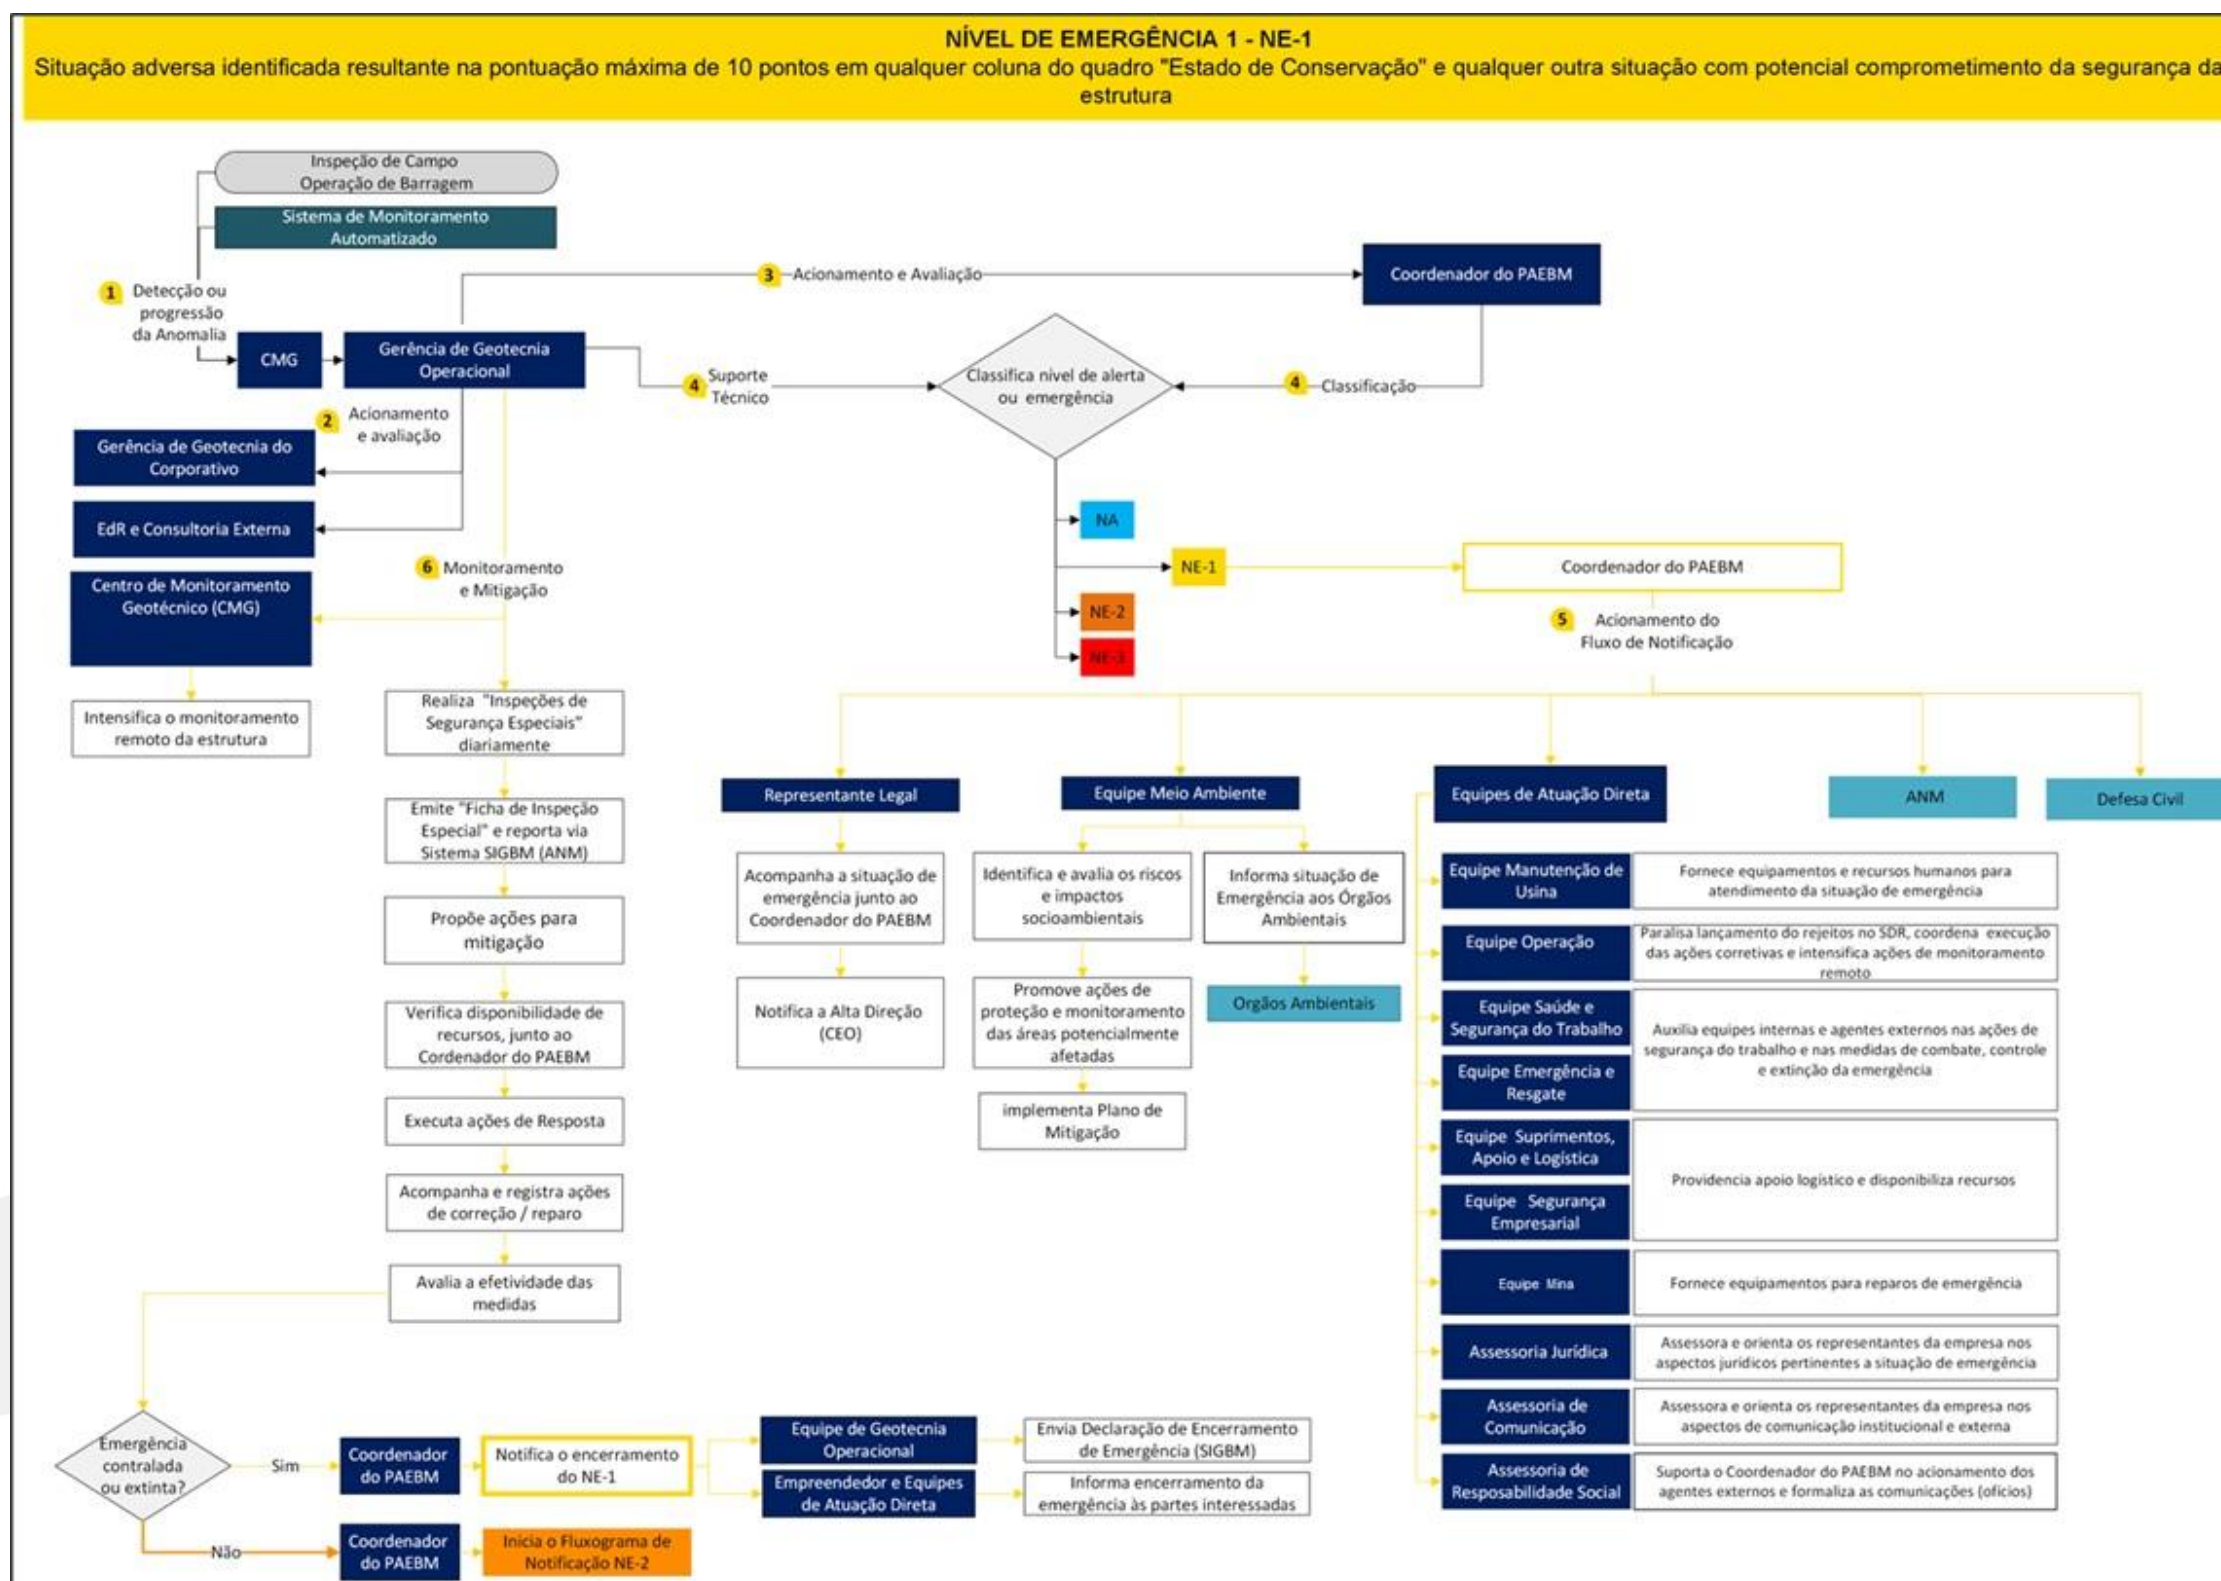 NÍVEL DE EMERGÊNCIA 1 - NE-1
Situação adversa identificada resultante na pontuação máxima de 10 pontos em qualquer coluna do quadro "Estado de Conservação" e qualquer outra situação com potencial comprometimento da segurança da
estrutura
Inspeção de Campo
Operação de Barragem
Sistema de Monitoramento
Automatizado
1
Detecção ou
progressão
da Anomalia
CMG
Gerência de Geotecnia
Operacional
3
Acionamento e Avaliação
Coordenador do PAEBM
4
Suporte
Técnico
Classifica nível de alerta
ou emergência
4
Classificação
2
Acionamento
e avaliação
Gerência de Geotecnia do
Corporativo
EdR e Consultoria Externa
Centro de Monitoramento
Geotécnico (CMG)
6
Monitoramento
e Mitigação
Intensifica o monitoramento
remoto da estrutura
NA
NE-1
NE-2
NE-3
Coordenador do PAEBM
5
Acionamento do
Fluxo de Notificação
Realiza "Inspeções de
Segurança Especiais"
diariamente
Emite "Ficha de Inspeção
Especial" e reporta via
Sistema SIGBM (ANM)
Propõe ações para
mitigação
Verifica disponibilidade de
recursos, junto ao
Cordenador do PAEBM
Executa ações de Resposta
Acompanha e registra ações
de correção / reparo
Avalia a efetividade das
medidas
Representante Legal
Acompanha a situação de
emergência junto ao
Coordenador do PAEBM
Notifica a Alta Direção
(CEO)
Equipe Meio Ambiente
Identifica e avalia os riscos
e impactos
socioambientais
Promove ações de
proteção e monitoramento
das áreas potencialmente
afetadas
implementa Plano de
Mitigação
Informa situação de
Emergência aos Órgãos
Ambientais
Orgãos Ambientais
Equipes de Atuação Direta
ANM
Defesa Civil
Equipe Manutenção de
Usina
Fornece equipamentos e recursos humanos para
atendimento da situação de emergência
Equipe Operação
Paralisa lançamento do rejeitos no SDR, coordena execução
das ações corretivas e intensifica ações de monitoramento
remoto
Equipe Saúde e
Segurança do Trabalho
Equipe Emergência e
Resgate
Auxilia equipes internas e agentes externos nas ações de
segurança do trabalho e nas medidas de combate, controle
e extinção da emergência
Equipe Suprimentos,
Apoio e Logística
Equipe Segurança
Empresarial
Providencia apoio logístico e disponibiliza recursos
Equipe Mina
Fornece equipamentos para reparos de emergência
Assessoria Jurídica
Assessora e orienta os representantes da empresa nos
aspectos jurídicos pertinentes a situação de emergência
Assessoria de
Comunicação
Assessora e orienta os representantes da empresa nos
aspectos de comunicação institucional e externa
Assessoria de
Resposabilidade Social
Suporta o Coordenador do PAEBM no acionamento dos
agentes externos e formaliza as comunicações (ofícios)
Emergência
contralada
ou extinta?
Sim
Coordenador
do PAEBM
Notifica o encerramento
do NE-1
Equipe de Geotecnia
Operacional
Envia Declaração de Encerramento
de Emergência (SIGBM)
Empreendedor e Equipes
de Atuação Direta
Informa encerramento da
emergência às partes interessadas
Não
Coordenador
do PAEBM
Inicia o Fluxograma de
Notificação NE-2